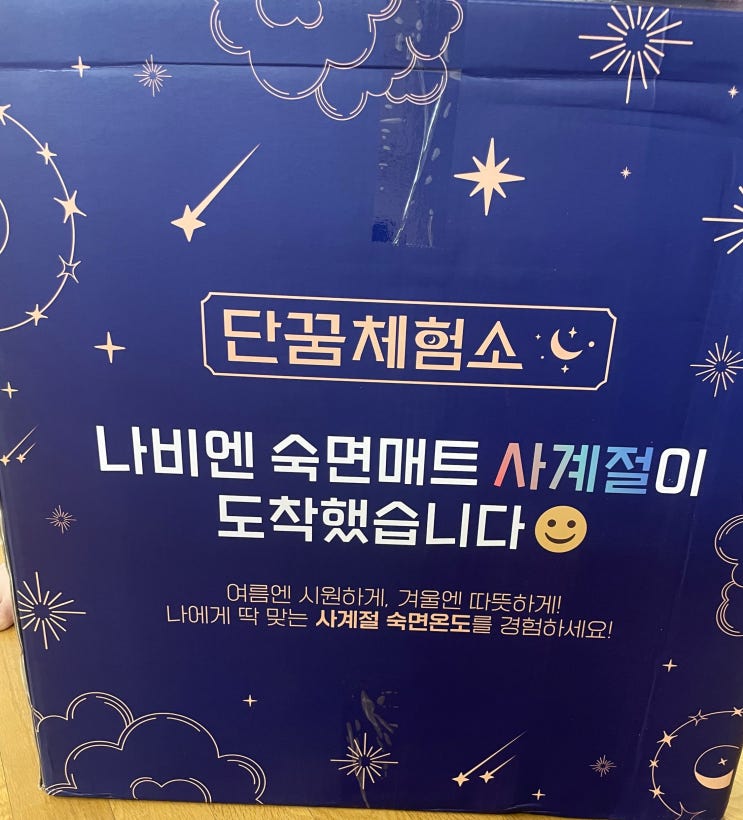 단꿈체험소
나비엔 숙면매트 사계절이
도착했습니다
여름엔 시원하게, 겨울엔 따뜻하게!
나에게 딱 맞는 사계절 숙면온도를 경험하세요!